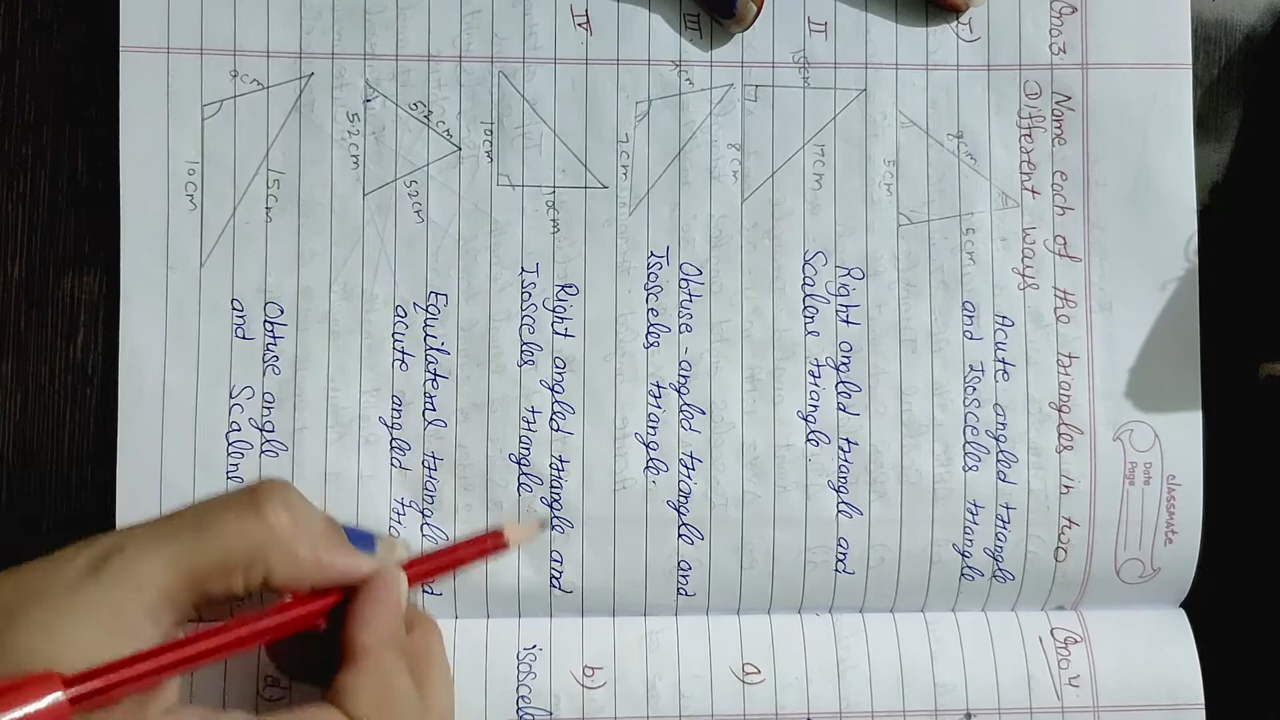 classmate
Date
Page
Qno3. Name each of the triangles in two
Different ways.
I.) 8cm 5cm 5cm
Acute angled triangle
and Isosceles triangle
II 15cm 17cm 8cm
Right angled triangle and
Scalene triangle.
III. 7cm 7cm
Obtuse-angled triangle and
Isosceles triangle.
IV. 10cm 10cm
Right angled triangle and
Isosceles triangle.
5.2cm 5.2cm 5.2cm
Equilateral triangle
acute angled
9cm 15cm 10cm
Obtuse angle
and Scalene
Qno4
a)
b)
d)